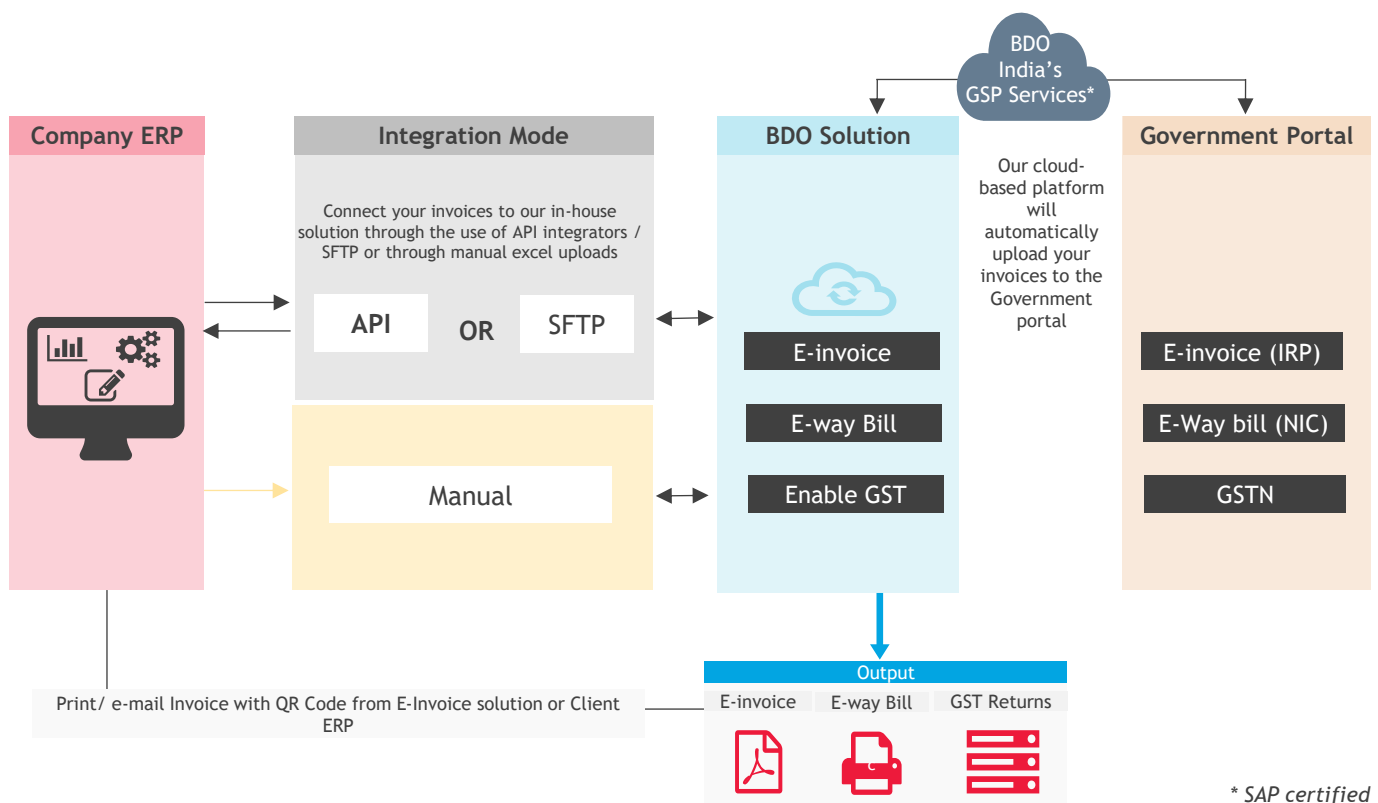 BDO
India's
GSP Services*
Company ERP
Integration Mode
BDO Solution
Government Portal
Connect your invoices to our in-house
solution through the use of API integrators /
SFTP or through manual excel uploads
API
OR
SFTP
Manual
E-invoice
E-way Bill
Enable GST
Our cloud-
based platform
will
automatically
upload your
invoices to the
Government
portal
E-invoice (IRP)
E-Way bill (NIC)
GSTN
Print/ e-mail Invoice with QR Code from E-Invoice solution or Client
ERP
Output
E-invoice
E-way Bill
GST Returns
* SAP certified